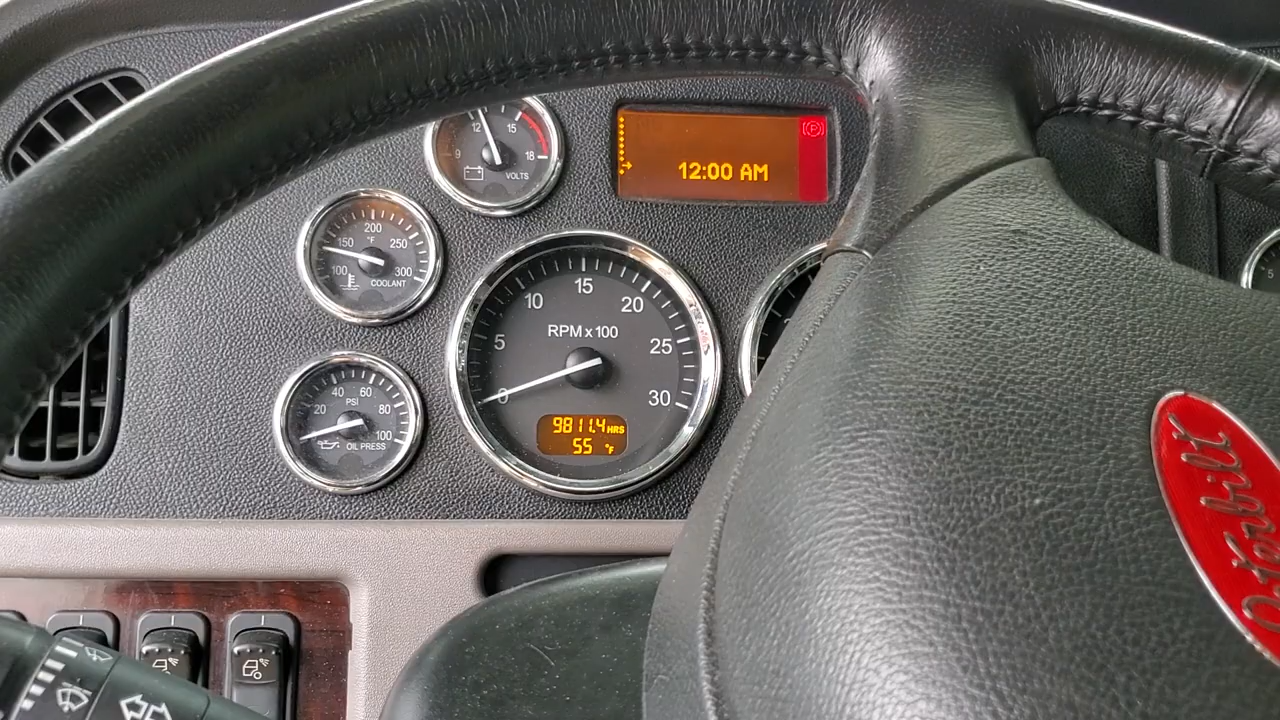 12 15
9 18
VOLTS
12:00 AM
(P)
200
150 °F 250
100 300
COOLANT
15
10 20
RPM x 100
5 25
0 30
9811.4 HRS
55 °F
40 60
PSI
20 80
100
OIL PRESS
Peterbilt
5